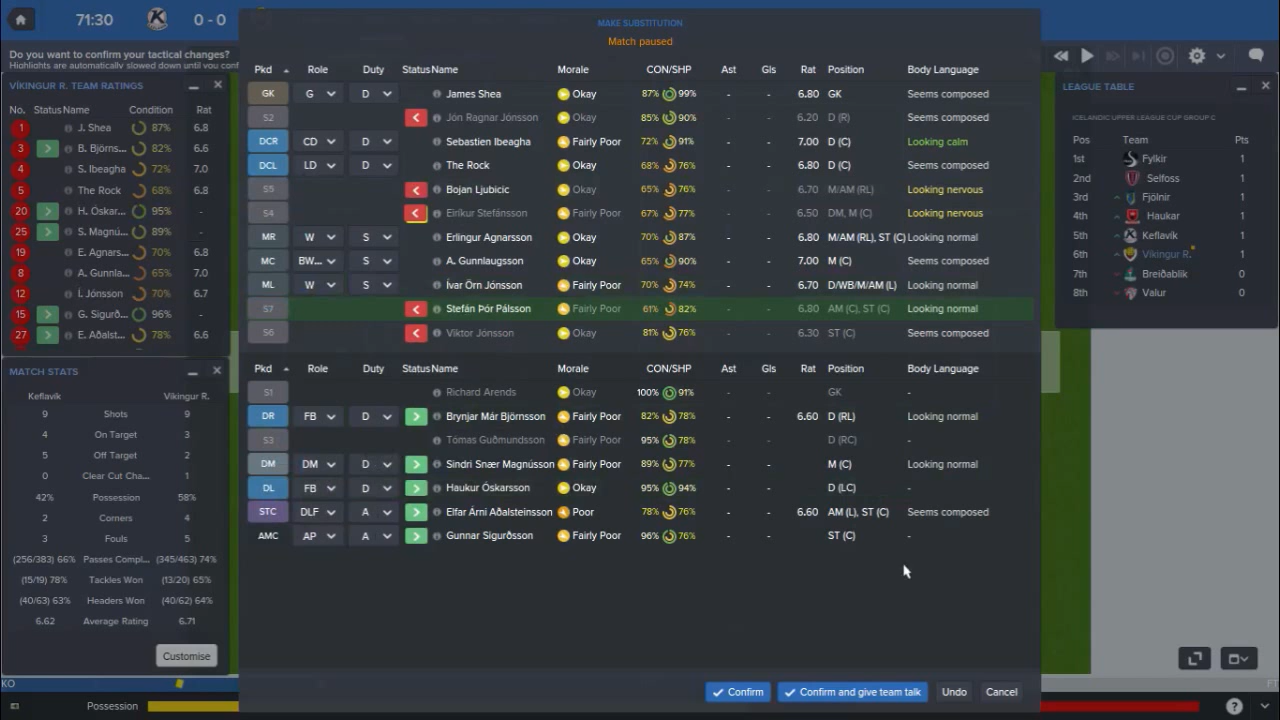 71:30
0 - 0
Do you want to confirm your tactical changes?
Highlights are automatically slowed down until you conf
VÍKINGUR R. TEAM RATINGS
No. Status Name Condition Rat
1 J. Shea 87% 6.8
3 B. Björns... 82% 6.6
4 S. Ibeagha 72% 7.0
5 The Rock 68% 6.8
20 H. Óskar... 95% -
25 S. Magnú... 89% -
19 E. Agnars... 70% 6.8
8 A. Gunnla... 65% 7.0
12 Í. Jónsson 70% 6.7
15 G. Sigurð... 96% -
27 E. Aðalst... 78% 6.6
MATCH STATS
Keflavik Víkingur R.
9 Shots 9
4 On Target 3
5 Off Target 2
0 Clear Cut Cha... 1
42% Possession 58%
2 Corners 4
3 Fouls 5
(256/383) 66% Passes Compl... (345/463) 74%
(15/19) 78% Tackles Won (13/20) 65%
(40/63) 63% Headers Won (40/62) 64%
6.62 Average Rating 6.71
Customise
MAKE SUBSTITUTION
Match paused
Pkd Role Duty Status Name Morale CON/SHP Ast Gls Rat Position Body Language
GK G D James Shea Okay 87% 99% - - 6.80 GK Seems composed
S2 Jón Ragnar Jónsson Okay 85% 90% - - 6.20 D (R) Seems composed
DCR CD D Sebastien Ibeagha Fairly Poor 72% 91% - - 7.00 D (C) Looking calm
DCL LD D The Rock Okay 68% 76% - - 6.80 D (C) Seems composed
S5 Bojan Ljubicic Okay 65% 76% - - 6.70 M/AM (RL) Looking nervous
S4 Eiríkur Stefánsson Fairly Poor 67% 77% - - 6.50 DM, M (C) Looking nervous
MR W S Erlingur Agnarsson Okay 70% 87% - - 6.80 M/AM (RL), ST (C) Looking normal
MC BW... S A. Gunnlaugsson Okay 65% 90% - - 7.00 M (C) Seems composed
ML W S Ívar Örn Jónsson Fairly Poor 70% 74% - - 6.70 D/WB/M/AM (L) Looking normal
S7 Stefán Þór Pálsson Fairly Poor 61% 82% - - 6.80 AM (C), ST (C) Looking normal
S6 Viktor Jónsson Okay 81% 76% - - 6.30 ST (C) Seems composed
Pkd Role Duty Status Name Morale CON/SHP Ast Gls Rat Position Body Language
S1 Richard Arends Okay 100% 91% - - GK -
DR FB D Brynjar Már Björnsson Fairly Poor 82% 78% - - 6.60 D (RL) Looking normal
S3 Tómas Guðmundsson Fairly Poor 95% 78% - - D (RC) -
DM DM D Sindri Snær Magnússon Fairly Poor 89% 77% - - M (C) Looking normal
DL FB D Haukur Óskarsson Okay 95% 94% - - D (LC) -
STC DLF A Elfar Árni Aðalsteinsson Poor 78% 76% - - 6.60 AM (L), ST (C) Seems composed
AMC AP A Gunnar Sigurðsson Fairly Poor 96% 76% - - ST (C) -
Confirm
Confirm and give team talk
Undo
Cancel
LEAGUE TABLE
ICELANDIC UPPER LEAGUE CUP GROUP C
Pos Team Pts
1st Fylkir 1
2nd Selfoss 1
3rd Fjölnir 1
4th Haukar 1
5th Keflavik 1
6th Víkingur R. 1
7th Breiðablik 0
8th Valur 0
KO
FT
Possession